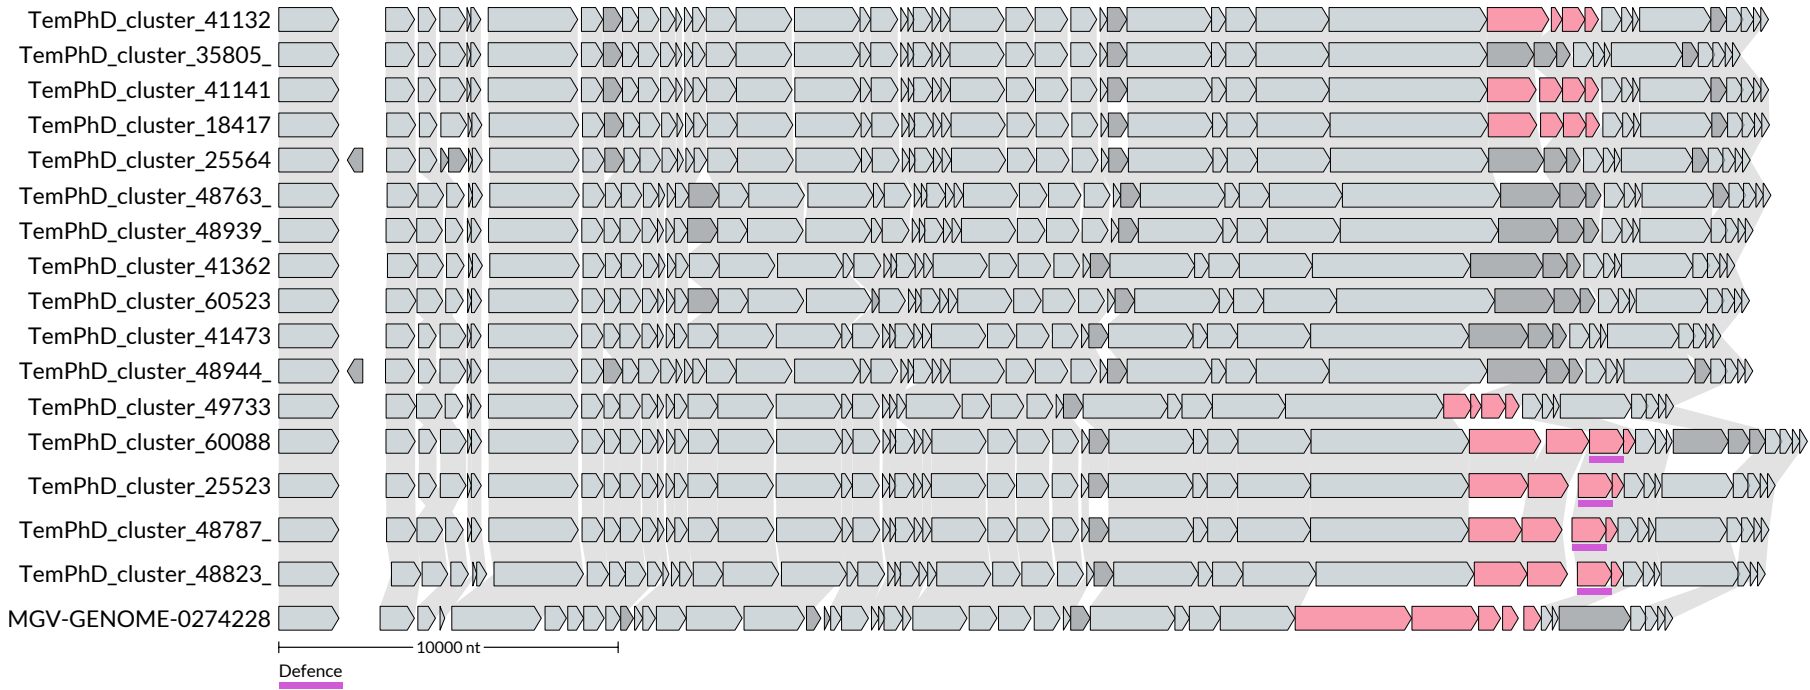 TemPhD_cluster_41132
TemPhD_cluster_35805_
TemPhD_cluster_41141
TemPhD_cluster_18417
TemPhD_cluster_25564
TemPhD_cluster_48763_
TemPhD_cluster_48939_
TemPhD_cluster_41362
TemPhD_cluster_60523
TemPhD_cluster_41473
TemPhD_cluster_48944_
TemPhD_cluster_49733
TemPhD_cluster_60088
TemPhD_cluster_25523
TemPhD_cluster_48787_
TemPhD_cluster_48823_
MGV-GENOME-0274228
10000 nt
Defence